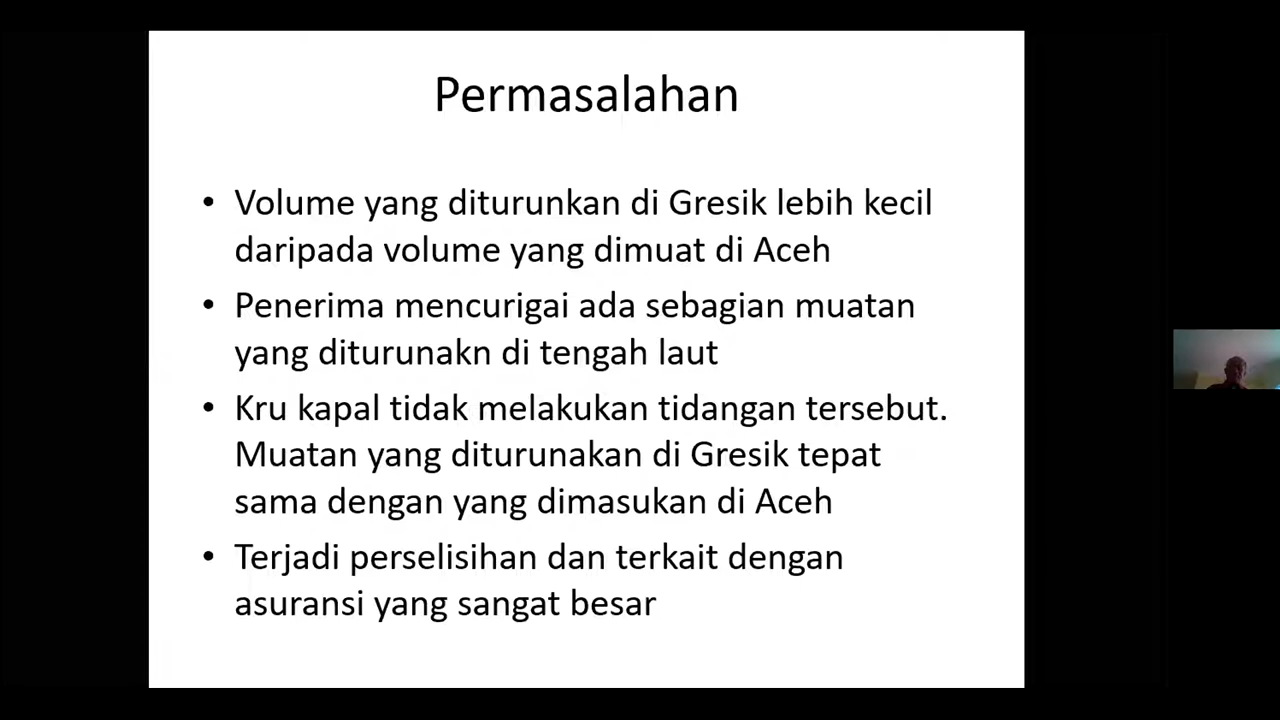 Permasalahan
• Volume yang diturunkan di Gresik lebih kecil
daripada volume yang dimuat di Aceh
• Penerima mencurigai ada sebagian muatan
yang diturunakn di tengah laut
• Kru kapal tidak melakukan tidangan tersebut.
Muatan yang diturunakan di Gresik tepat
sama dengan yang dimasukan di Aceh
• Terjadi perselisihan dan terkait dengan
asuransi yang sangat besar